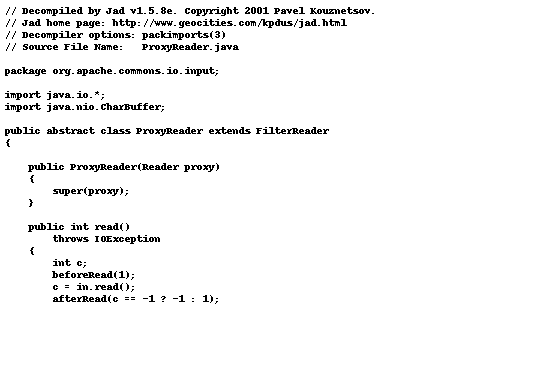 // Decompiled by Jad v1.5.8e. Copyright 2001 Pavel Kouznetsov.
// Jad home page: http://www.geocities.com/kpdus/jad.html
// Decompiler options: packimports(3)
// Source File Name:   ProxyReader.java

package org.apache.commons.io.input;

import java.io.*;
import java.nio.CharBuffer;

public abstract class ProxyReader extends FilterReader
{

    public ProxyReader(Reader proxy)
    {
        super(proxy);
    }

    public int read()
        throws IOException
    {
        int c;
        beforeRead(1);
        c = in.read();
        afterRead(c == -1 ? -1 : 1);